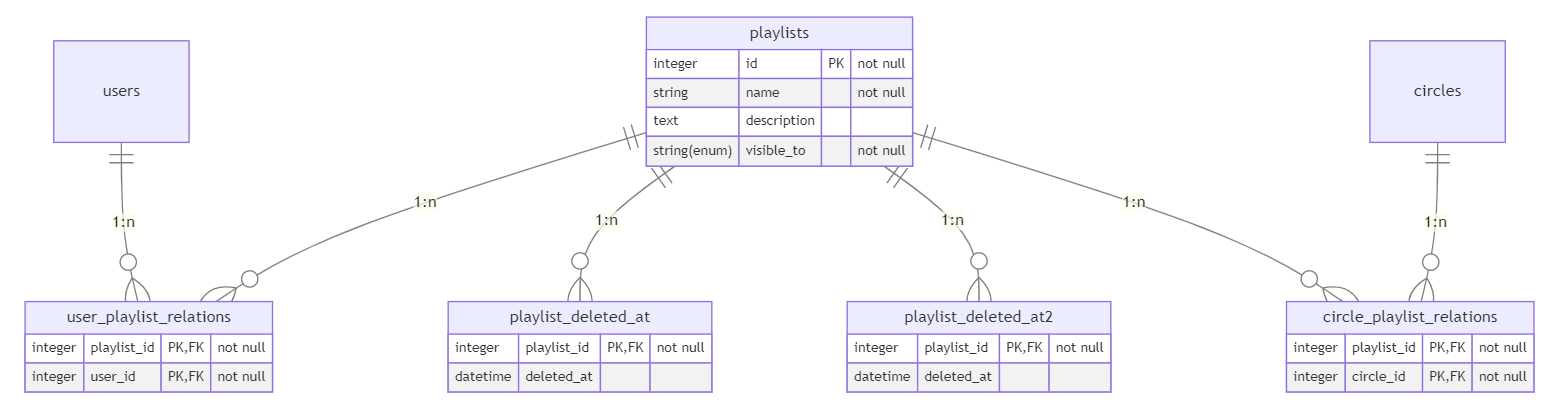 playlists
integer id PK not null
string name not null
text description
string(enum) visible_to not null
users
circles
1:n
1:n
1:n
1:n
1:n
1:n
user_playlist_relations
integer playlist_id PK,FK not null
integer user_id PK,FK not null
playlist_deleted_at
integer playlist_id PK,FK not null
datetime deleted_at
playlist_deleted_at2
integer playlist_id PK,FK not null
datetime deleted_at
circle_playlist_relations
integer playlist_id PK,FK not null
integer circle_id PK,FK not null